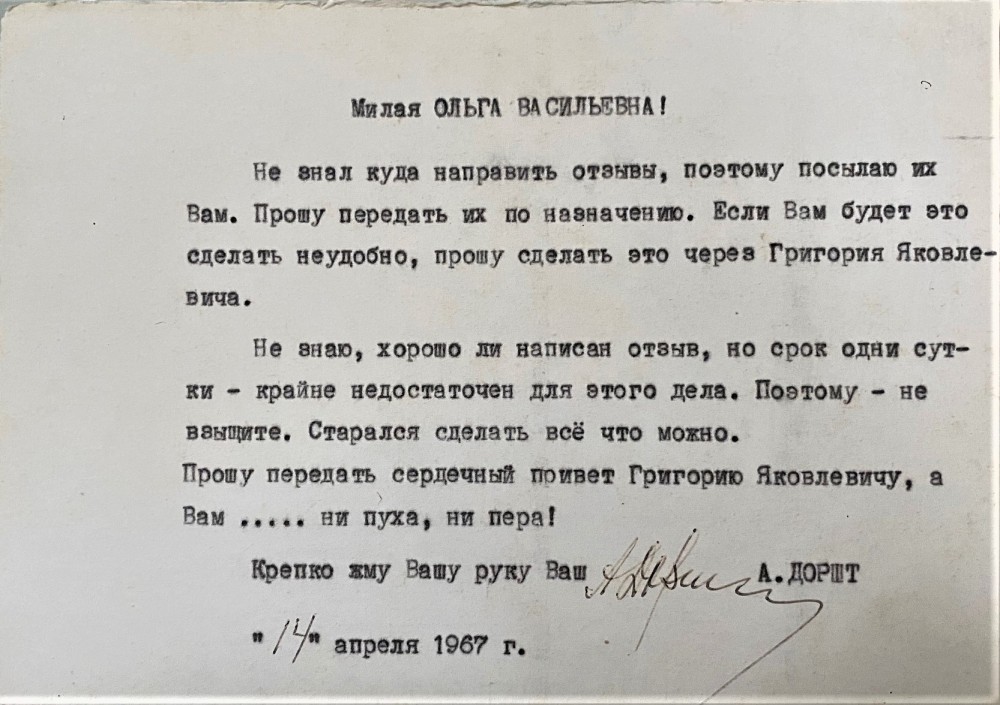 Милая ОЛЬГА ВАСИЛЬЕВНА!
Не знал куда направить отзывы, поэтому посылаю их
Вам. Прошу передать их по назначению. Если Вам будет это
сделать неудобно, прошу сделать это через Григория Яковле-
вича.
Не знаю, хорошо ли написан отзыв, но срок одни сут-
ки - крайне недостаточен для этого дела. Поэтому - не
взыщите. Старался сделать всё что можно.
Прошу передать сердечный привет Григорию Яковлевичу, а
Вам ..... ни пуха, ни пера!
Крепко жму Вашу руку Ваш А.ДОРШТ
"14" апреля 1967 г.